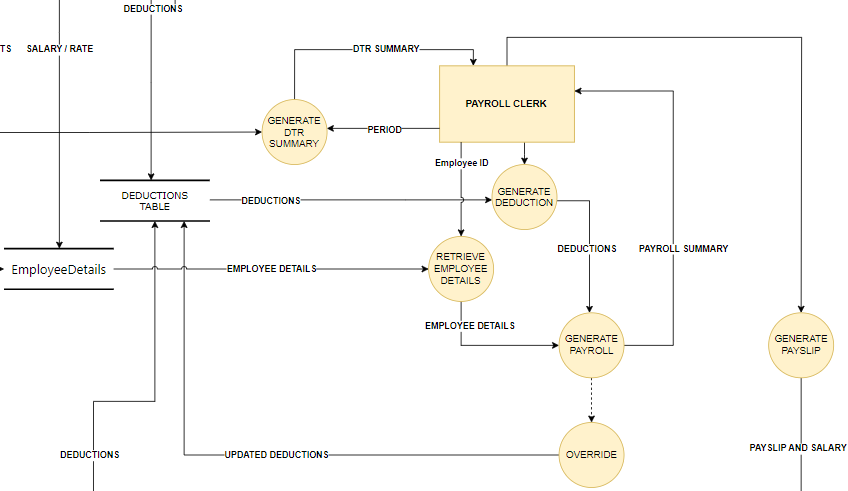 DEDUCTIONS
TS
SALARY / RATE
DTR SUMMARY
PAYROLL CLERK
GENERATE
DTR
SUMMARY
PERIOD
Employee ID
DEDUCTIONS
TABLE
DEDUCTIONS
GENERATE
DEDUCTION
DEDUCTIONS
PAYROLL SUMMARY
EmployeeDetails
EMPLOYEE DETAILS
RETRIEVE
EMPLOYEE
DETAILS
EMPLOYEE DETAILS
GENERATE
PAYROLL
GENERATE
PAYSLIP
DEDUCTIONS
UPDATED DEDUCTIONS
OVERRIDE
PAYSLIP AND SALARY